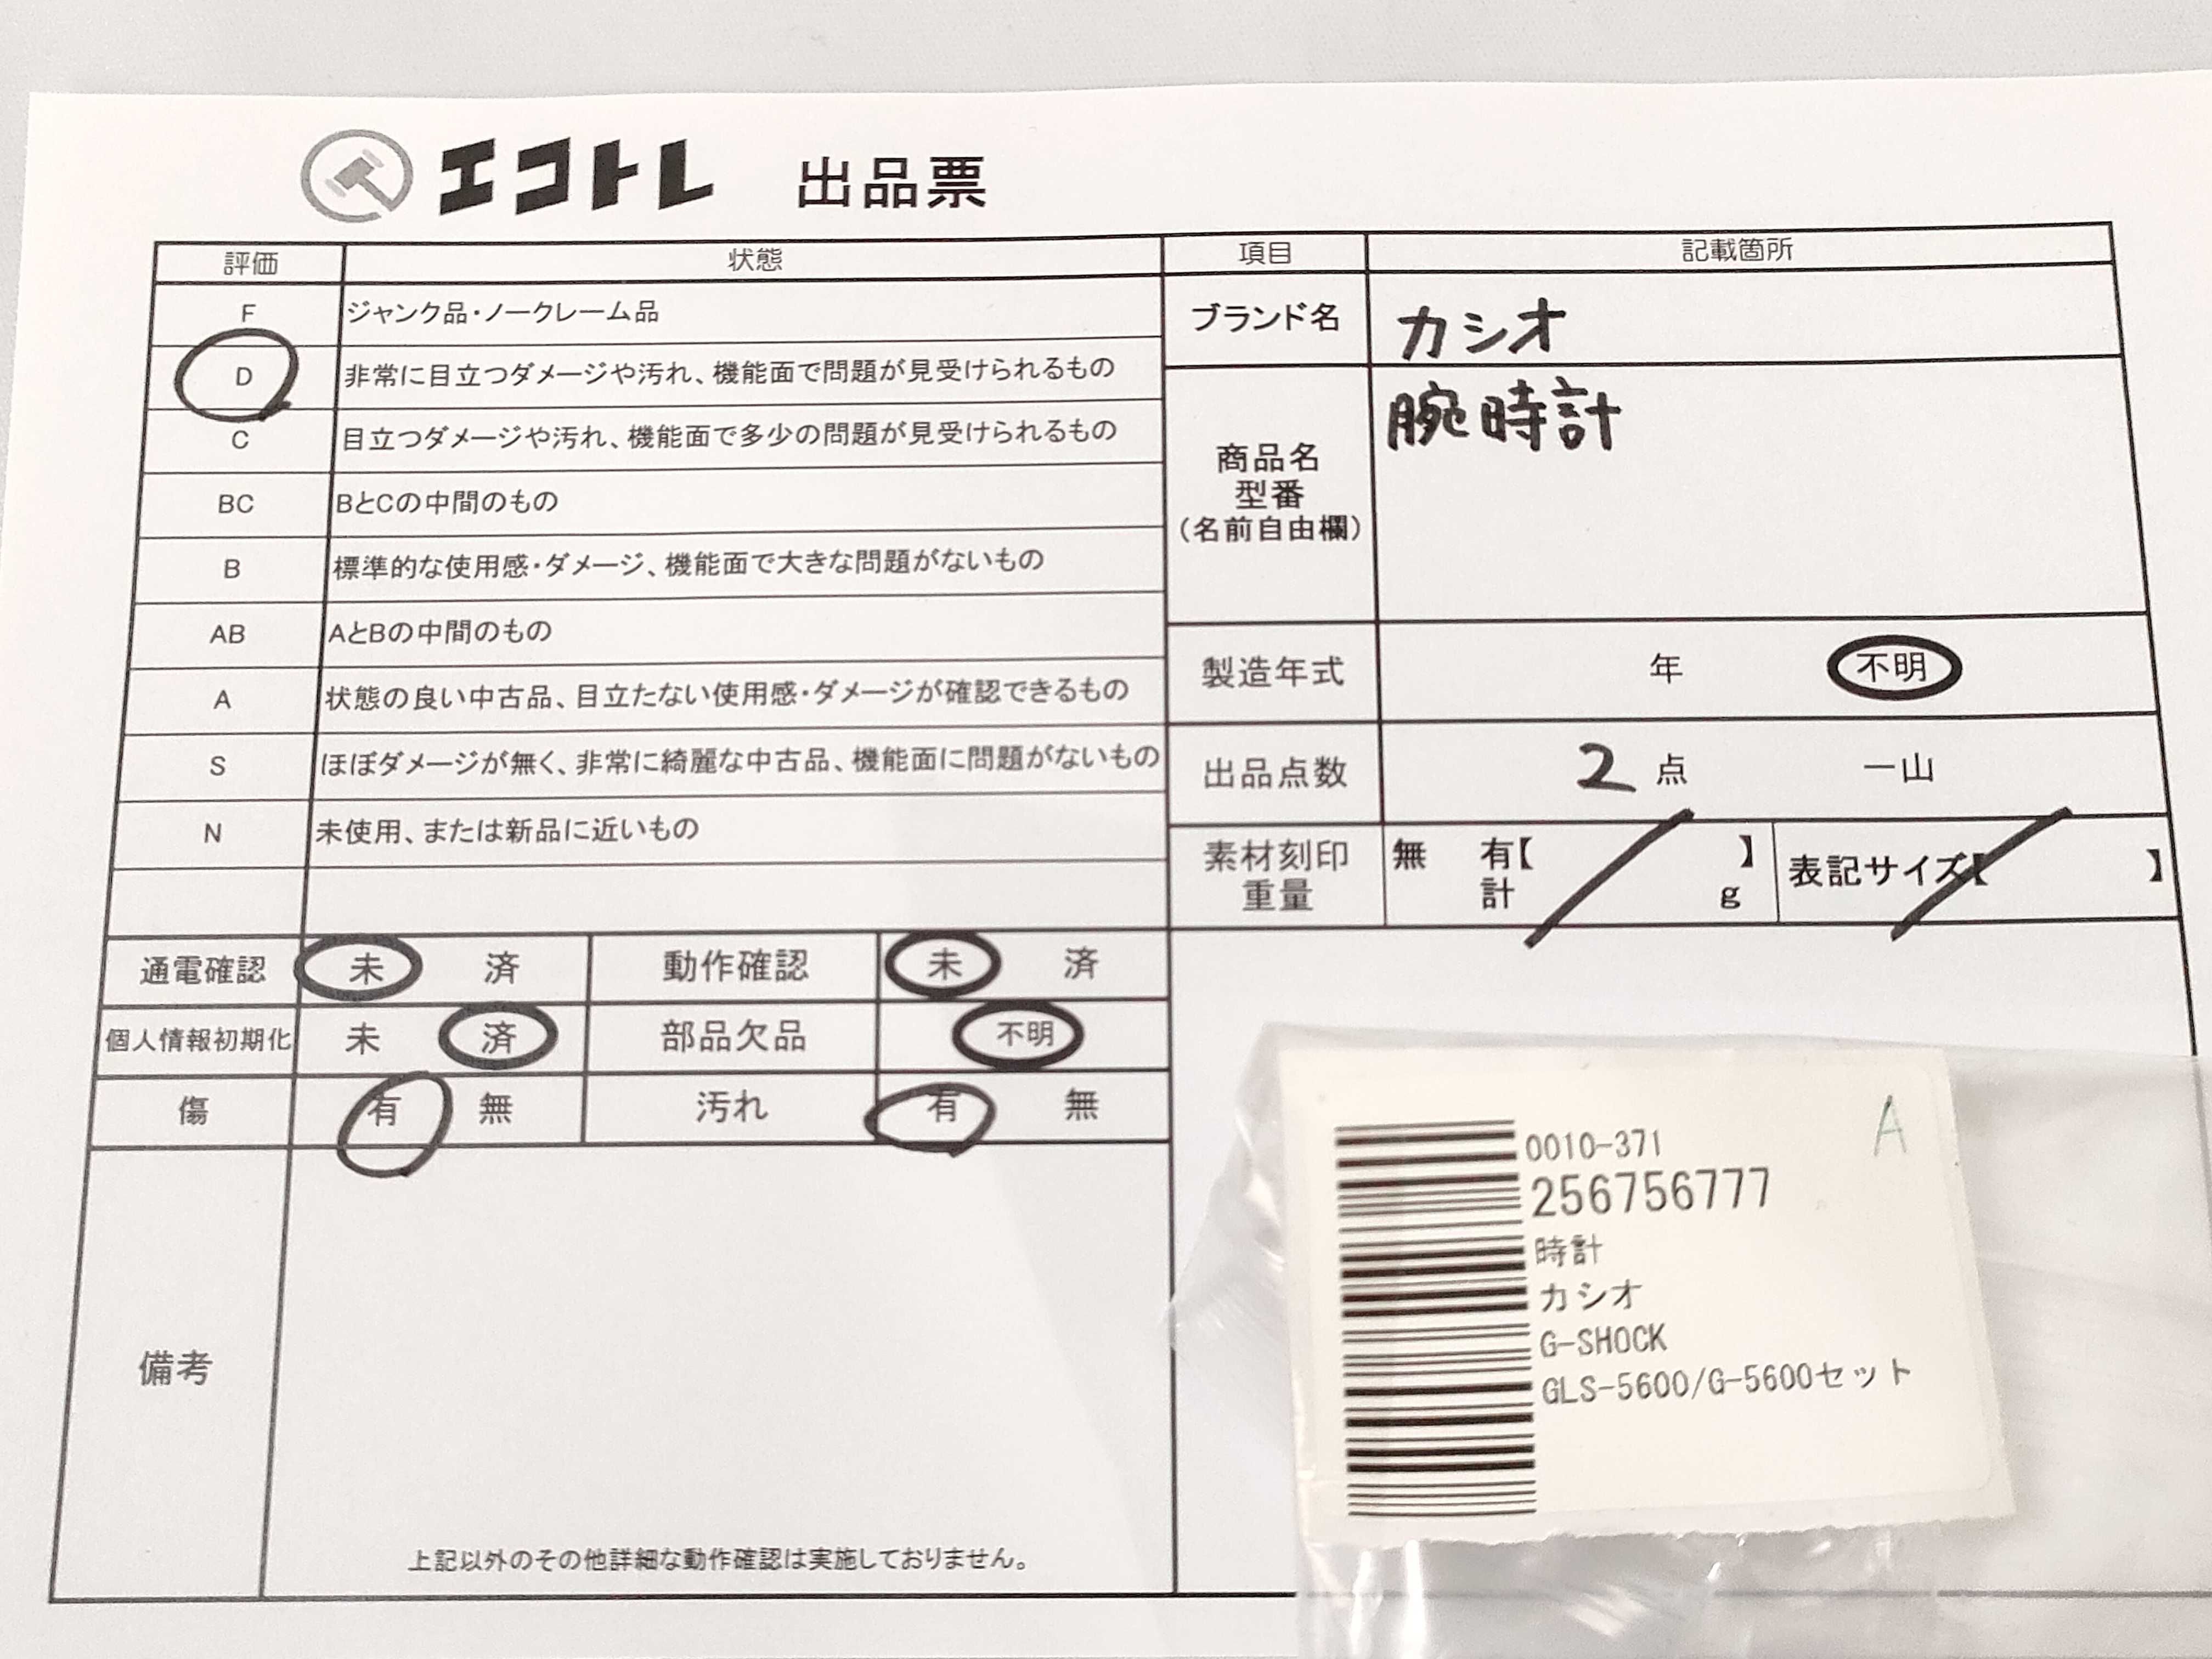 エコトレ 出品票
評価 状態 項目 記載箇所
F ジャンク品・ノークレーム品
D 非常に目立つダメージや汚れ、機能面で問題が見受けられるもの
C 目立つダメージや汚れ、機能面で多少の問題が見受けられるもの
BC BとCの中間のもの
B 標準的な使用感・ダメージ、機能面で大きな問題がないもの
AB AとBの中間のもの
A 状態の良い中古品、目立たない使用感・ダメージが確認できるもの
S ほぼダメージが無く、非常に綺麗な中古品、機能面に問題がないもの
N 未使用、または新品に近いもの
ブランド名 カシオ
商品名
型番
(名前自由欄)
腕時計
製造年式 年 不明
出品点数 2 点 一山
素材刻印
重量
無 有【 】
計 g
表記サイズ【 】
通電確認 未 済 動作確認 未 済
個人情報初期化 未 済 部品欠品 不明
傷 有 無 汚れ 有 無
備考
上記以外のその他詳細な動作確認は実施しておりません。
A
0010-371
256756777
時計
カシオ
G-SHOCK
GLS-5600/G-5600セット